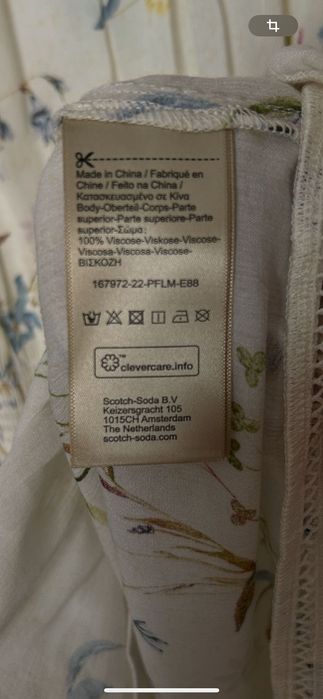 Made in China / Fabriqué en
Chine / Feito na China /
Κατασκευασμένο σε Κίνα
Body-Oberteil-Corps-Parte
superior-Parte superiore-Parte
superior-Σώμα:
100% Viscose-Viskose-Viscose-
Viscosa-Viscosa-Viscose-
ΒΙΣΚΟΖΗ
167972-22-PFLM-E88
™
clevercare.info
Scotch-Soda B.V
Keizersgracht 105
1015CH Amsterdam
The Netherlands
scotch-soda.com